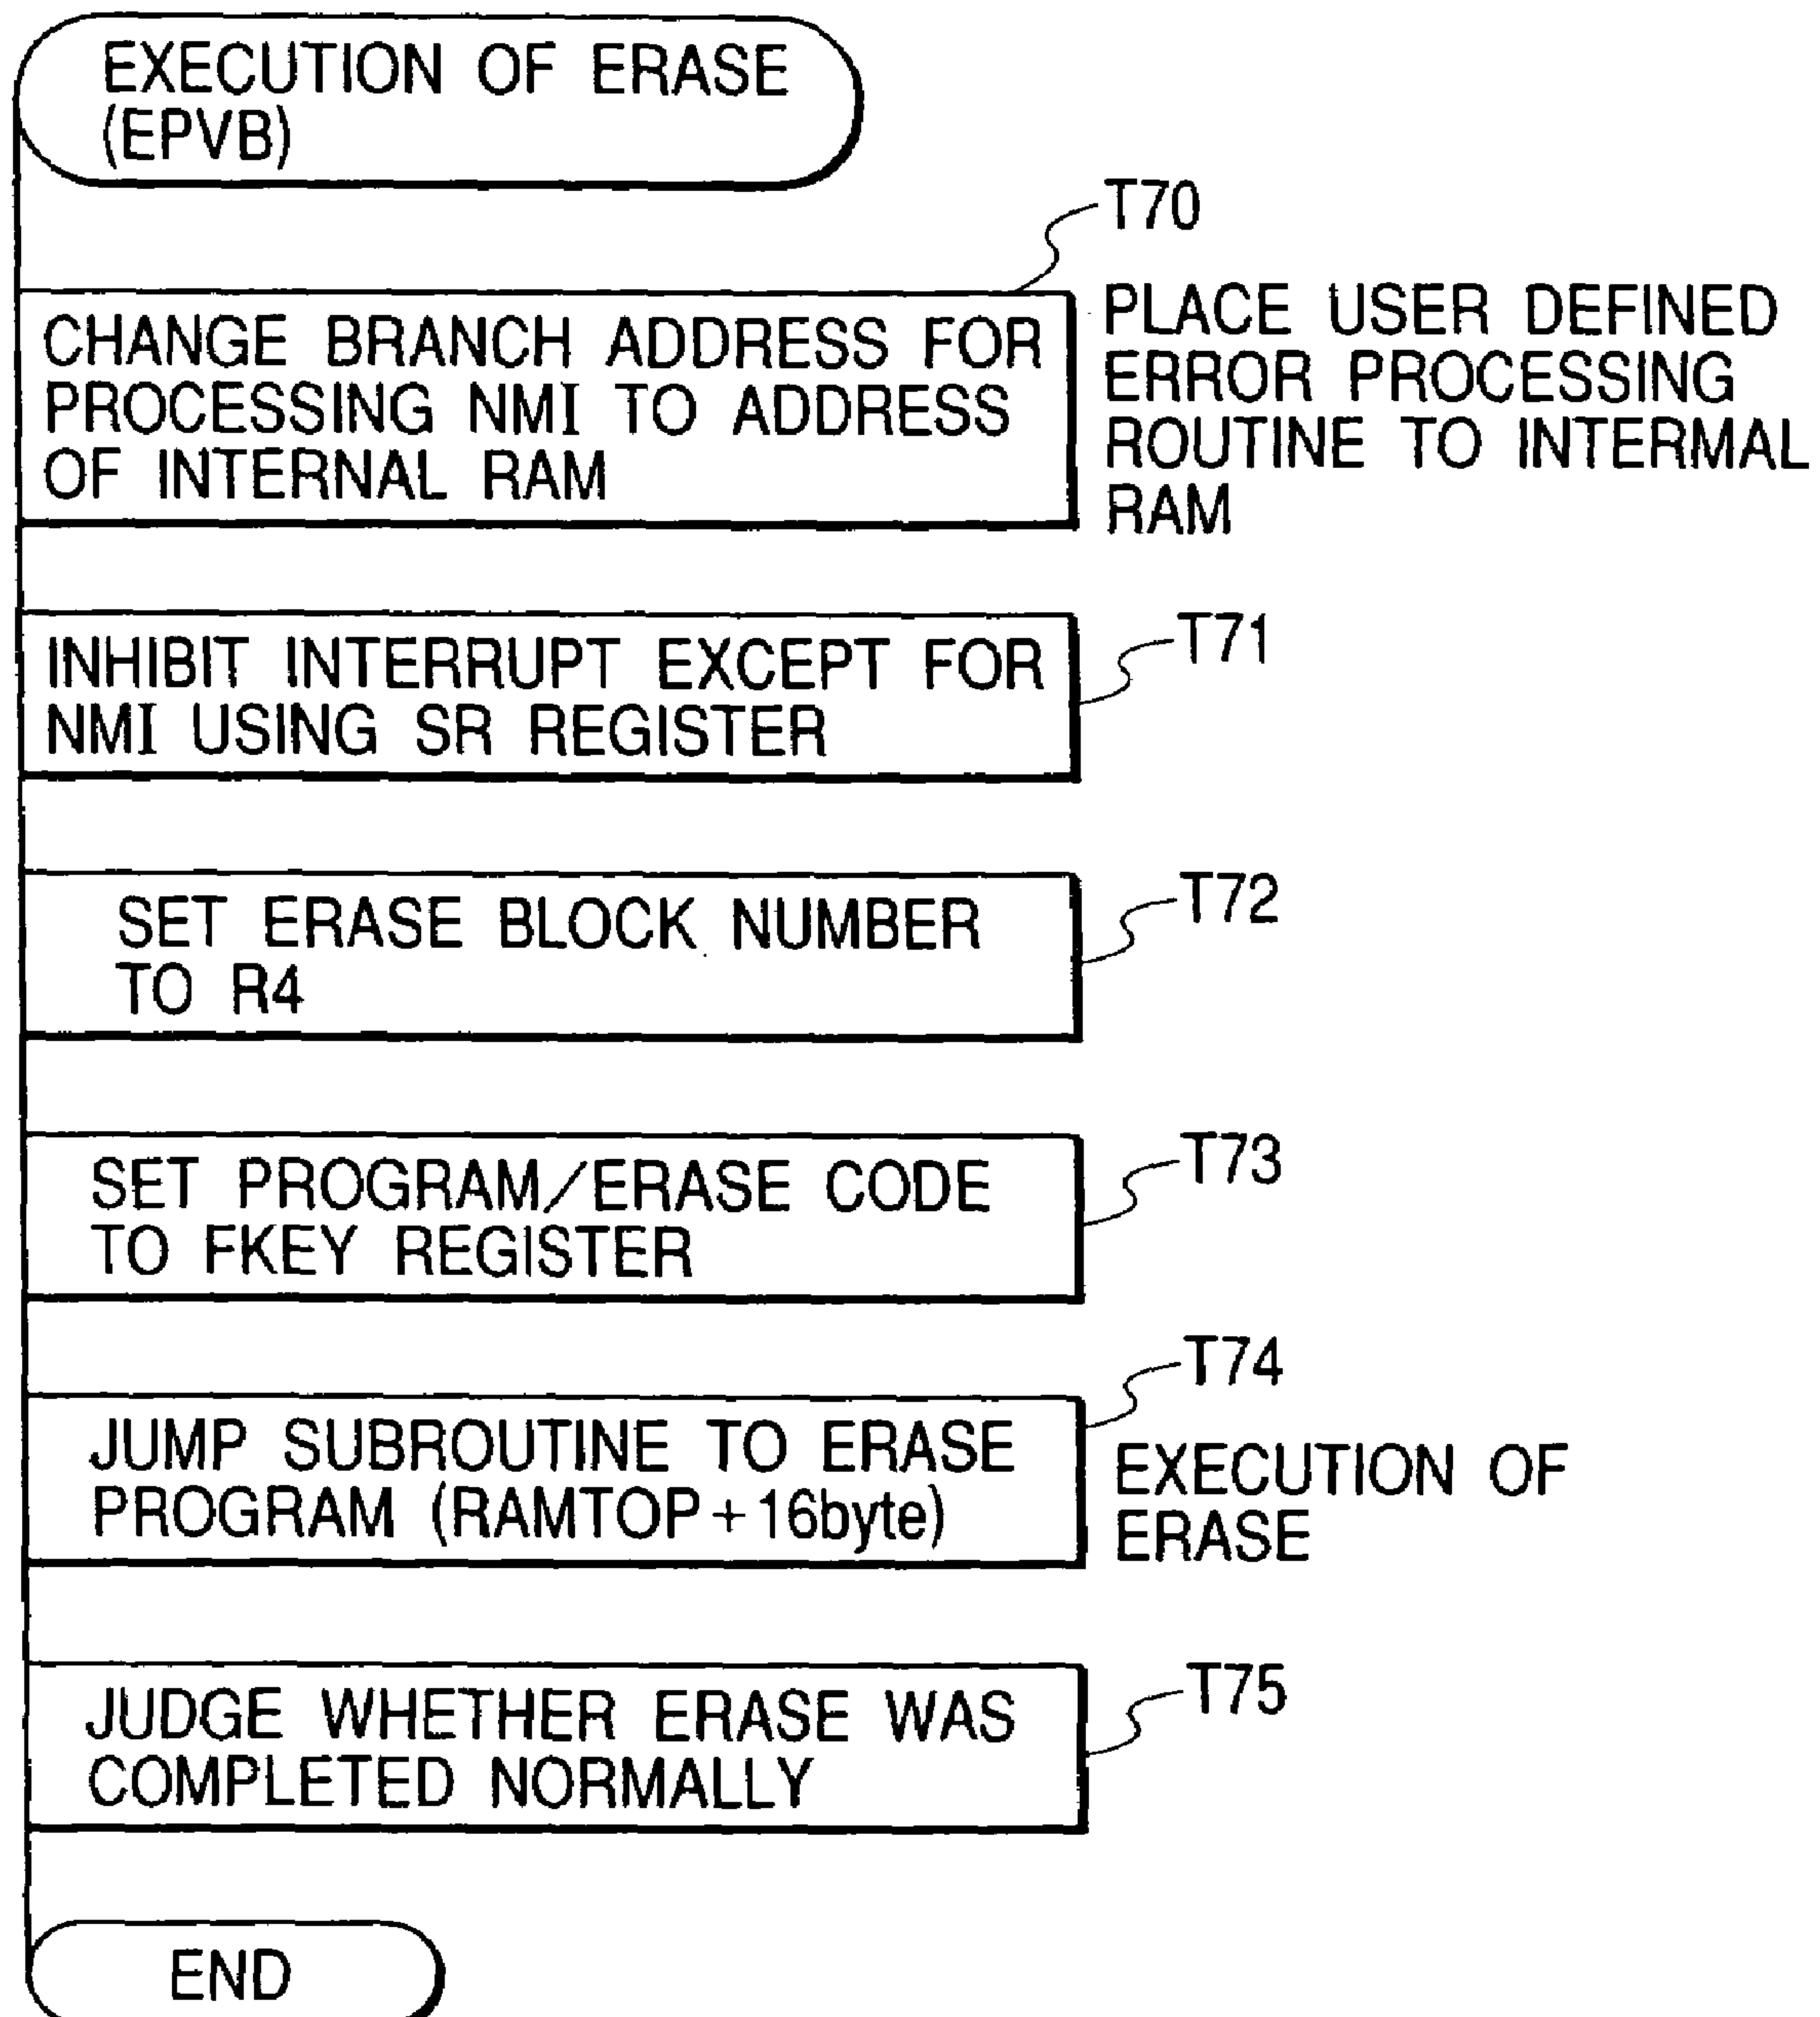 EXECUTION OF ERASE
(EPVB)
T70
CHANGE BRANCH ADDRESS FOR
PROCESSING NMI TO ADDRESS
OF INTERNAL RAM
PLACE USER DEFINED
ERROR PROCESSING
ROUTINE TO INTERMAL
RAM
T71
INHIBIT INTERRUPT EXCEPT FOR
NMI USING SR REGISTER
T72
SET ERASE BLOCK NUMBER
TO R4
T73
SET PROGRAM/ERASE CODE
TO FKEY REGISTER
T74
JUMP SUBROUTINE TO ERASE
PROGRAM (RAMTOP+16byte)
EXECUTION OF
ERASE
T75
JUDGE WHETHER ERASE WAS
COMPLETED NORMALLY
END